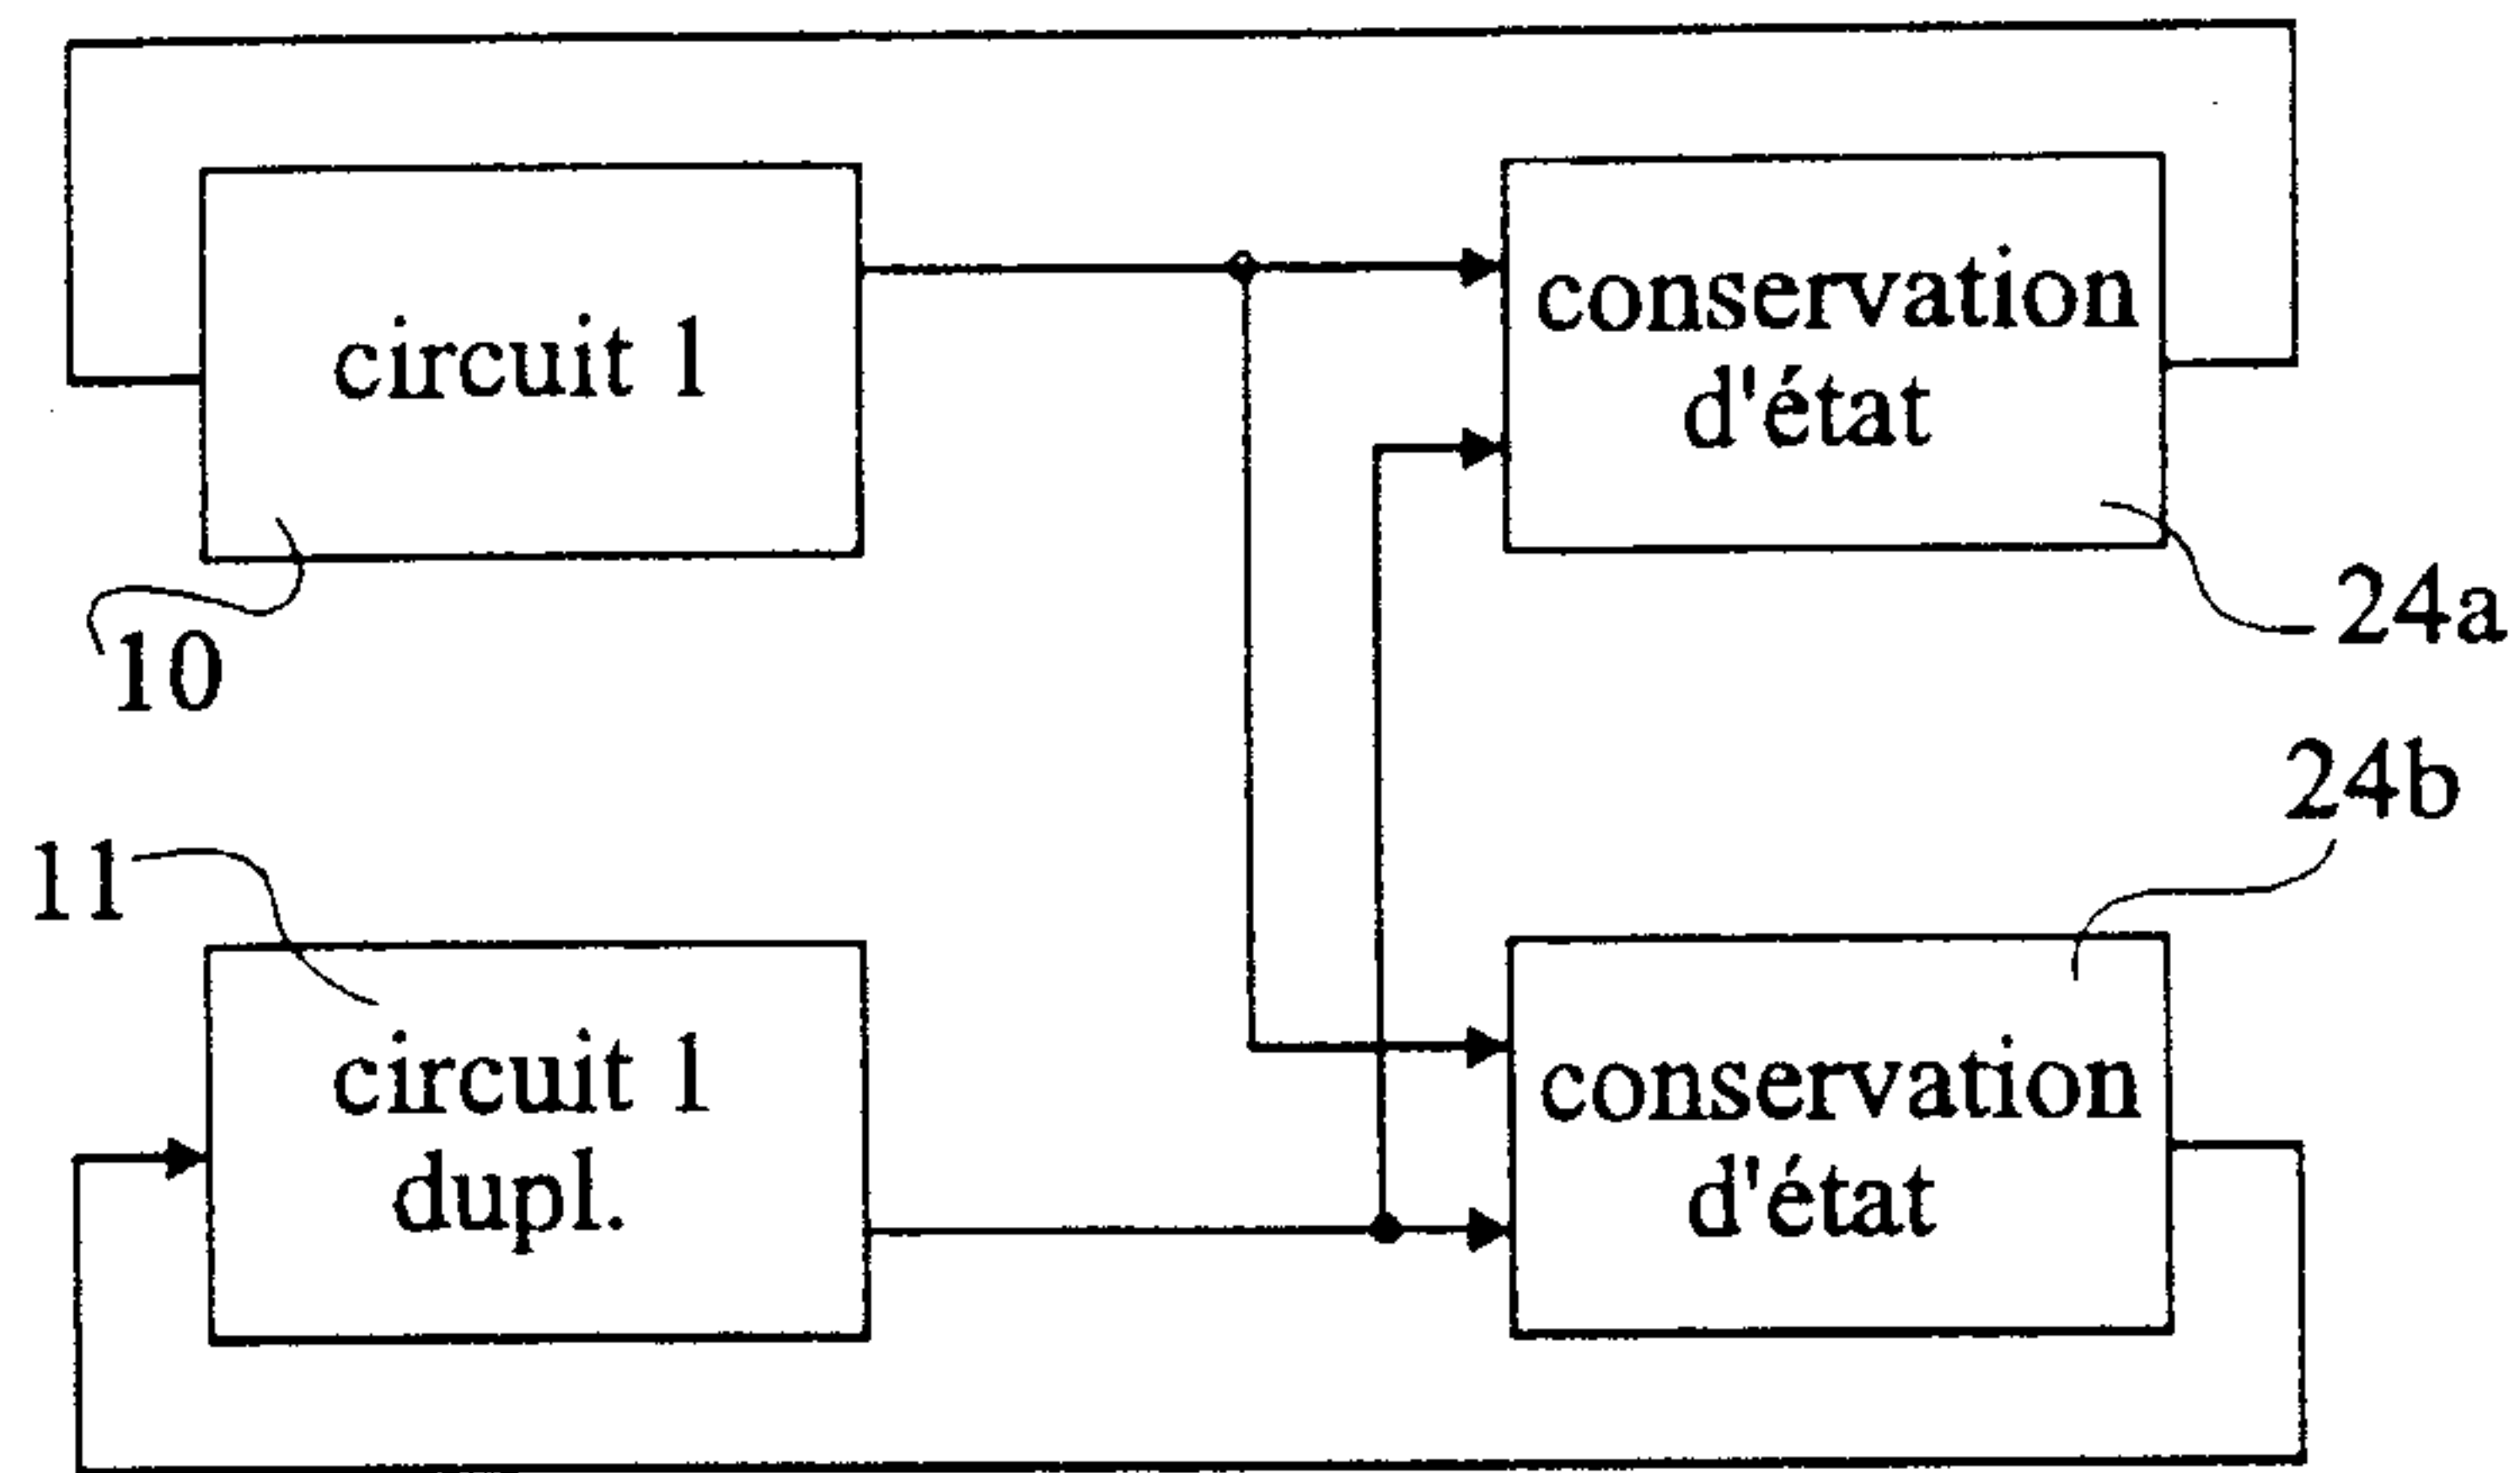 circuit 1
conservation
d'état
10
24a
24b
11
circuit 1
dupl.
conservation
d'état